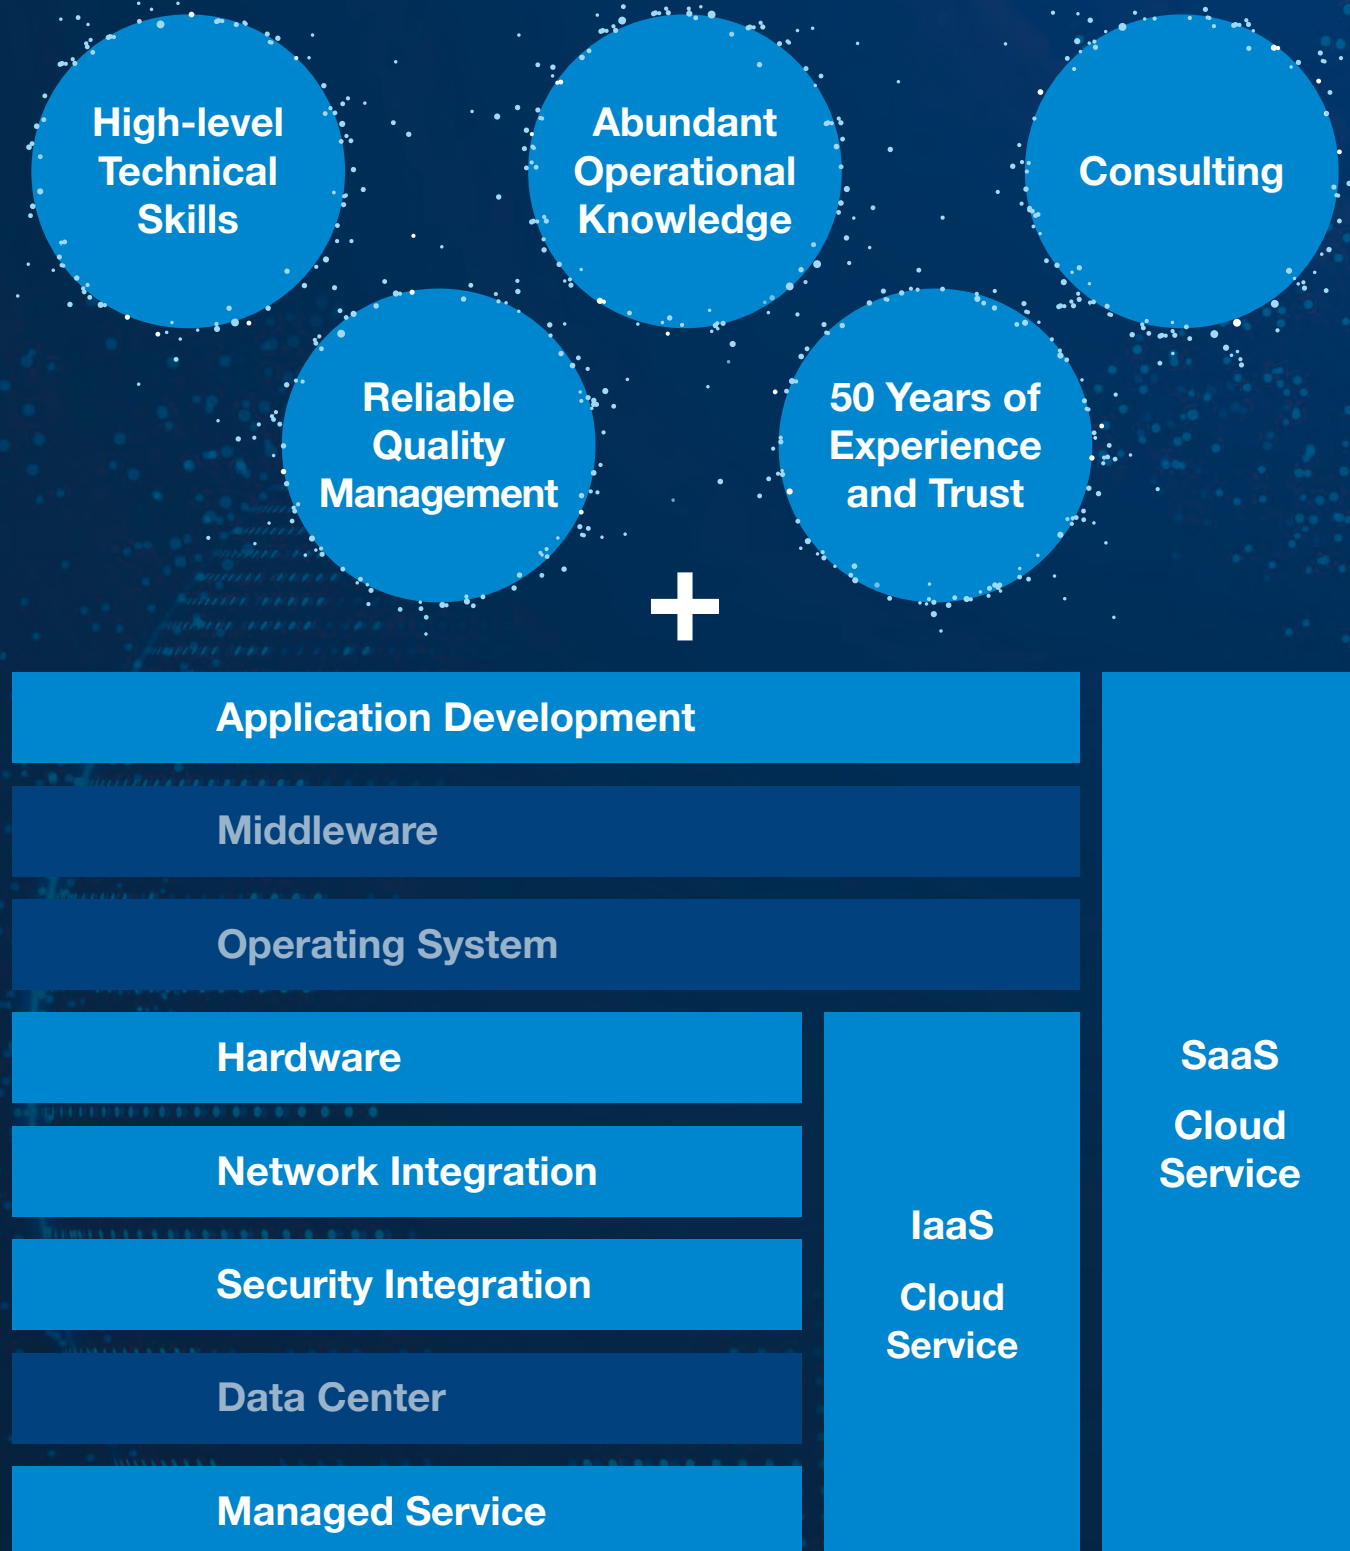 High-level
Technical
Skills
Abundant
Operational
Knowledge
Consulting
Reliable
Quality
Management
50 Years of
Experience
and Trust
+
Application Development
Middleware
Operating System
Hardware
Network Integration
Security Integration
Data Center
Managed Service
IaaS
Cloud
Service
SaaS
Cloud
Service